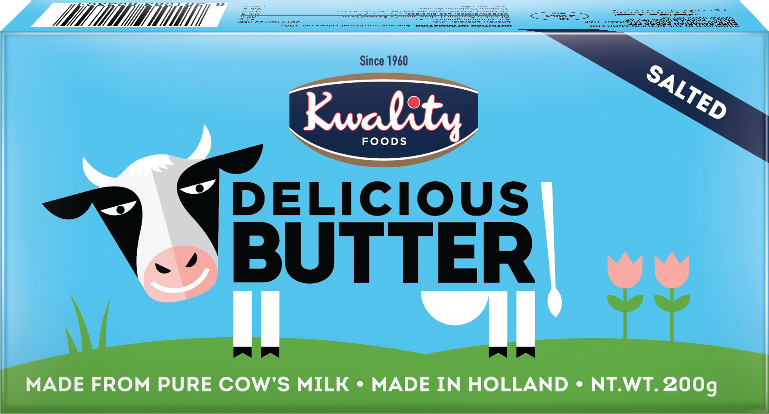 Since 1960
Kwality
FOODS
SALTED
DELICIOUS
BUTTER
MADE FROM PURE COW'S MILK • MADE IN HOLLAND • NT.WT. 200g